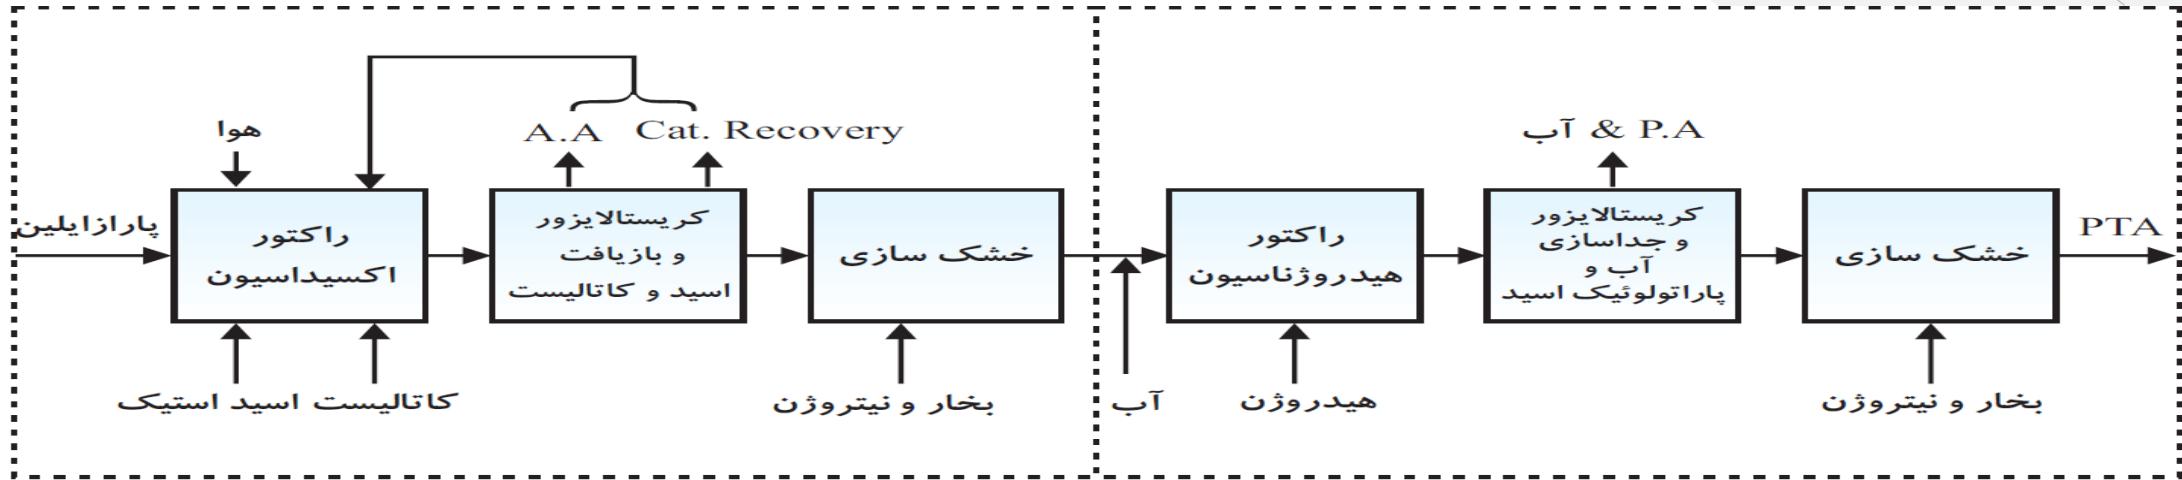 هوا
A.A
Cat. Recovery
آب & P.A
پارازایلین
راکتور
اکسیداسیون
کریستالایزور
و بازیافت
اسید و کاتالیست
خشک سازی
راکتور
هیدروژناسیون
کریستالایزور
و جداسازی
آب و
پاراتولوئیک اسید
خشک سازی
PTA
اسید استیک
کاتالیست
بخار و نیتروژن
آب
هیدروژن
بخار و نیتروژن